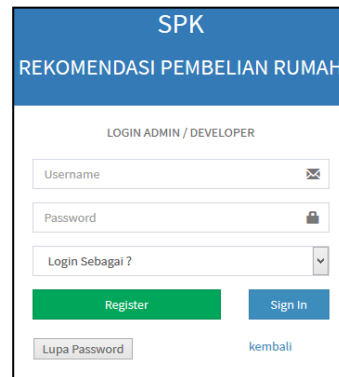 SPK
REKOMENDASI PEMBELIAN RUMAH
LOGIN ADMIN / DEVELOPER
Username
Password
Login Sebagai ?
Register Sign In
Lupa Password kembali